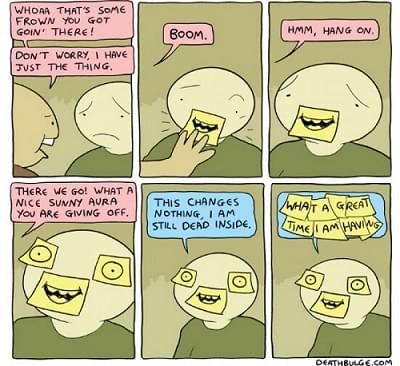 WHOAA THAT'S SOME
FROWN YOU GOT
GOIN' THERE!
DON'T WORRY, I HAVE
JUST THE THING.
BOOM.
HMM, HANG ON.
THERE WE GO! WHAT A
NICE SUNNY AURA
YOU ARE GIVING OFF.
THIS CHANGES
NOTHING, I AM
STILL DEAD INSIDE.
WHAT A GREAT
TIME I AM HAVING
DEATHBULGE.COM